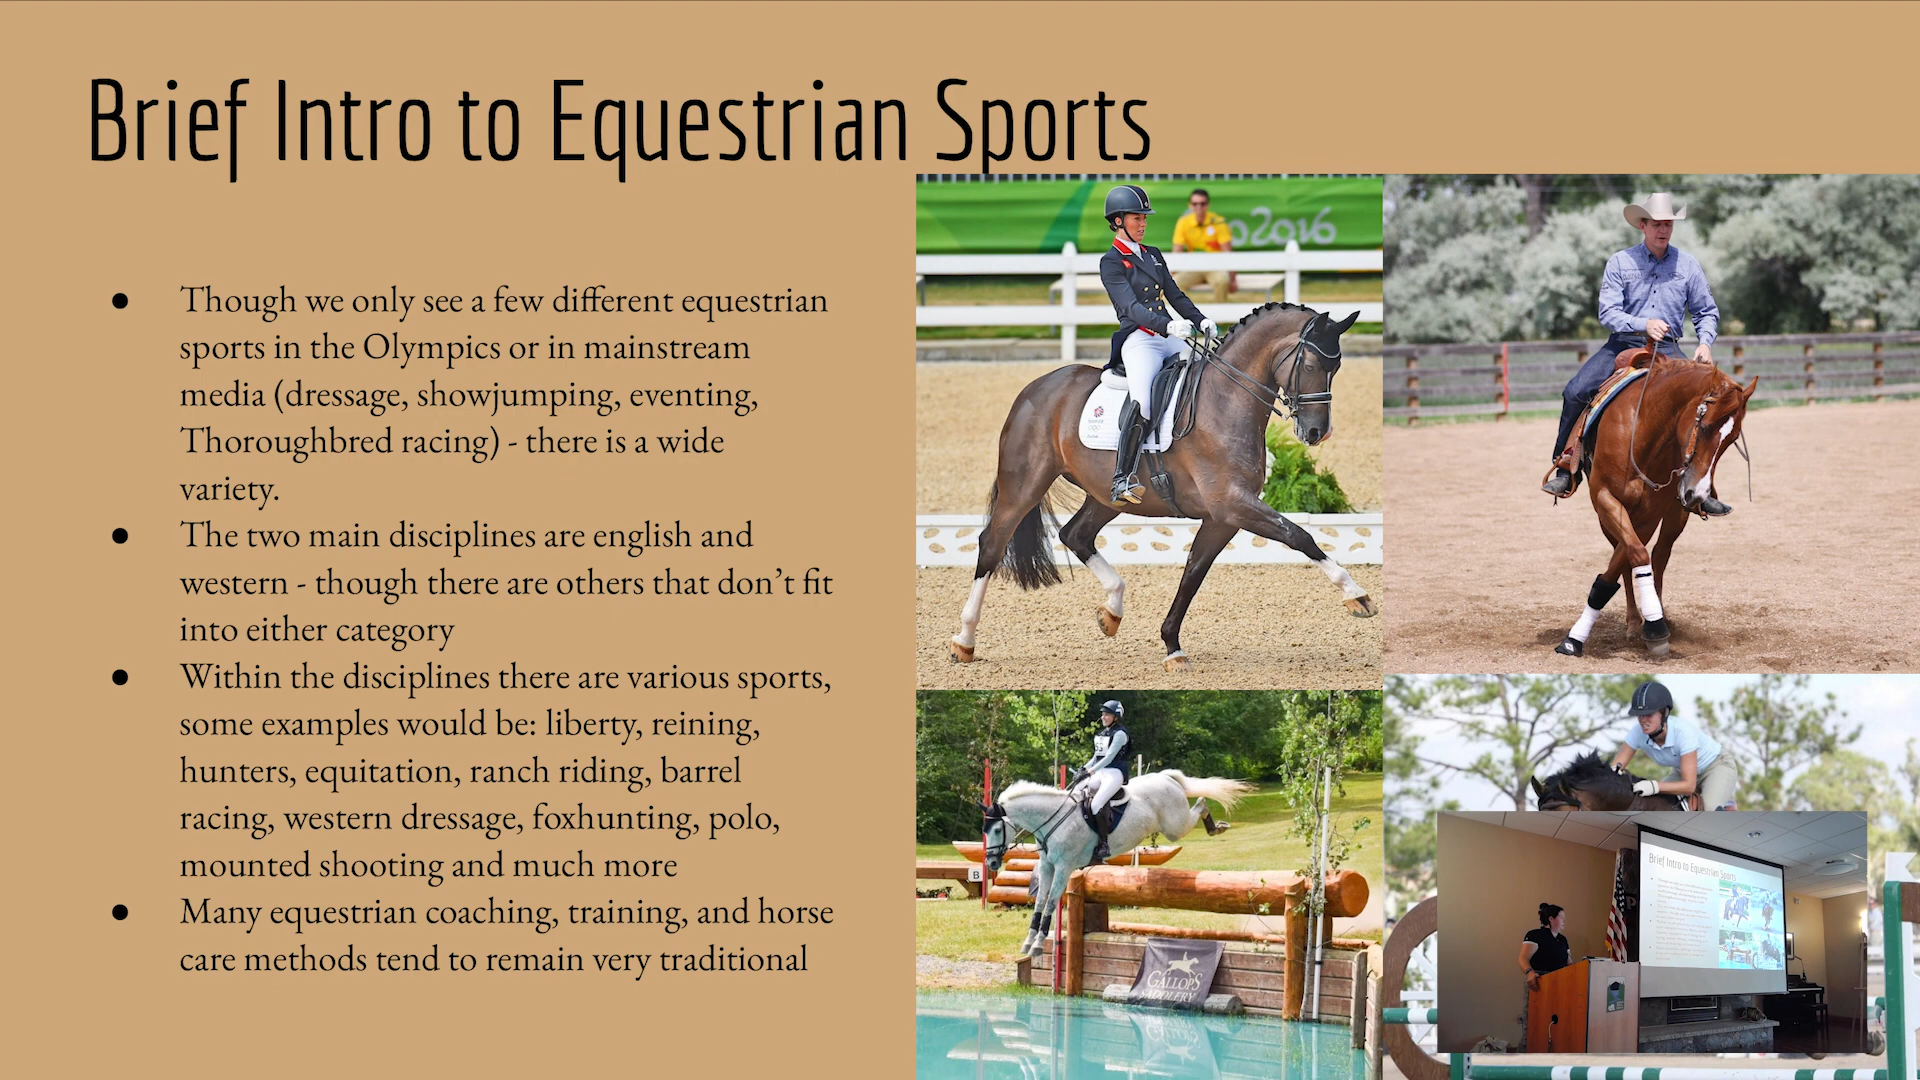 Brief Intro to Equestrian Sports
● Though we only see a few different equestrian
sports in the Olympics or in mainstream
media (dressage, showjumping, eventing,
Thoroughbred racing) - there is a wide
variety.
● The two main disciplines are english and
western - though there are others that don’t fit
into either category
● Within the disciplines there are various sports,
some examples would be: liberty, reining,
hunters, equitation, ranch riding, barrel
racing, western dressage, foxhunting, polo,
mounted shooting and much more
● Many equestrian coaching, training, and horse
care methods tend to remain very traditional
o2016
B
GALLOPS
SADDLERY
Brief Intro to Equestrian Sports